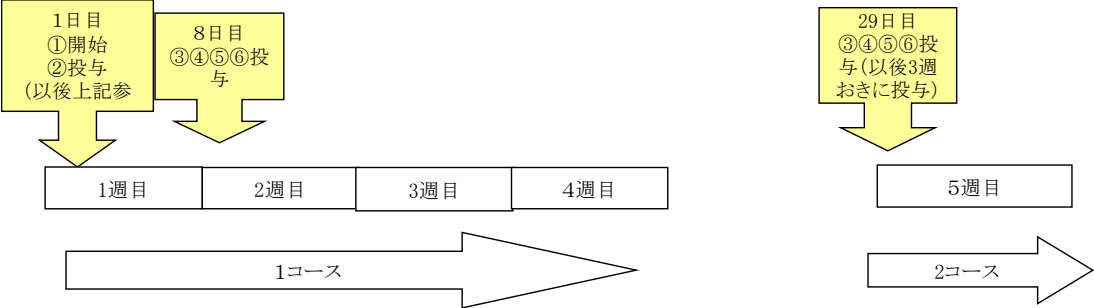 1日目
①開始
②投与
(以後上記参
8日目
③④⑤⑥投
与
29日目
③④⑤⑥投
与(以後3週
おきに投与)
1週目
2週目
3週目
4週目
5週目
1コース
2コース